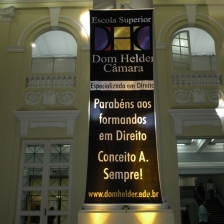 Escola Superior
Dom Helder
Câmara
Especializada em Direito
Parabéns aos
formandos
em Direito
Conceito A.
Sempre!
www.domhelder.edu.br